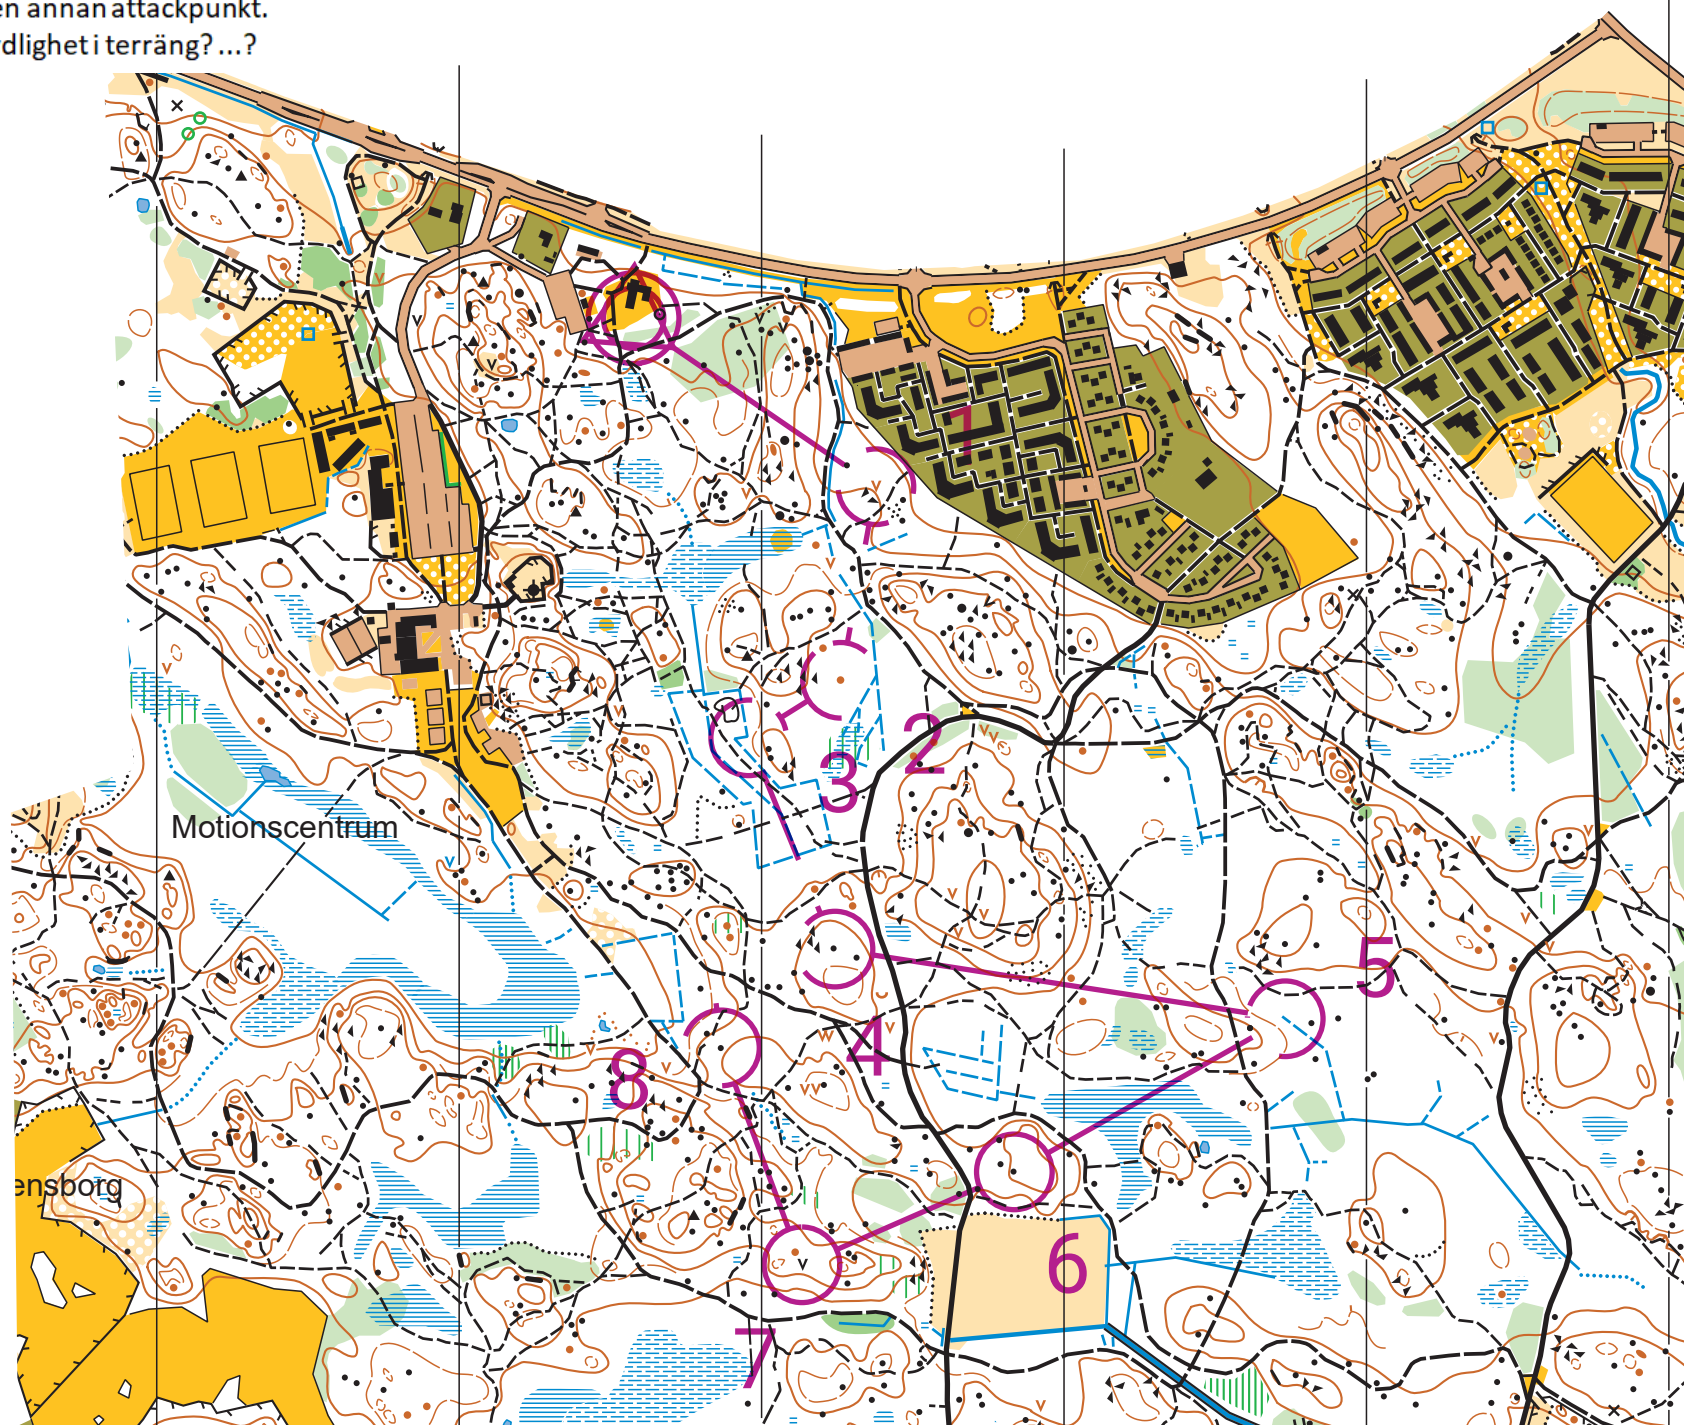 en annan attackpunkt.
dlighet i terräng? ...?
1
2
3
Motionscentrum
5
4
8
ensborg
6
7